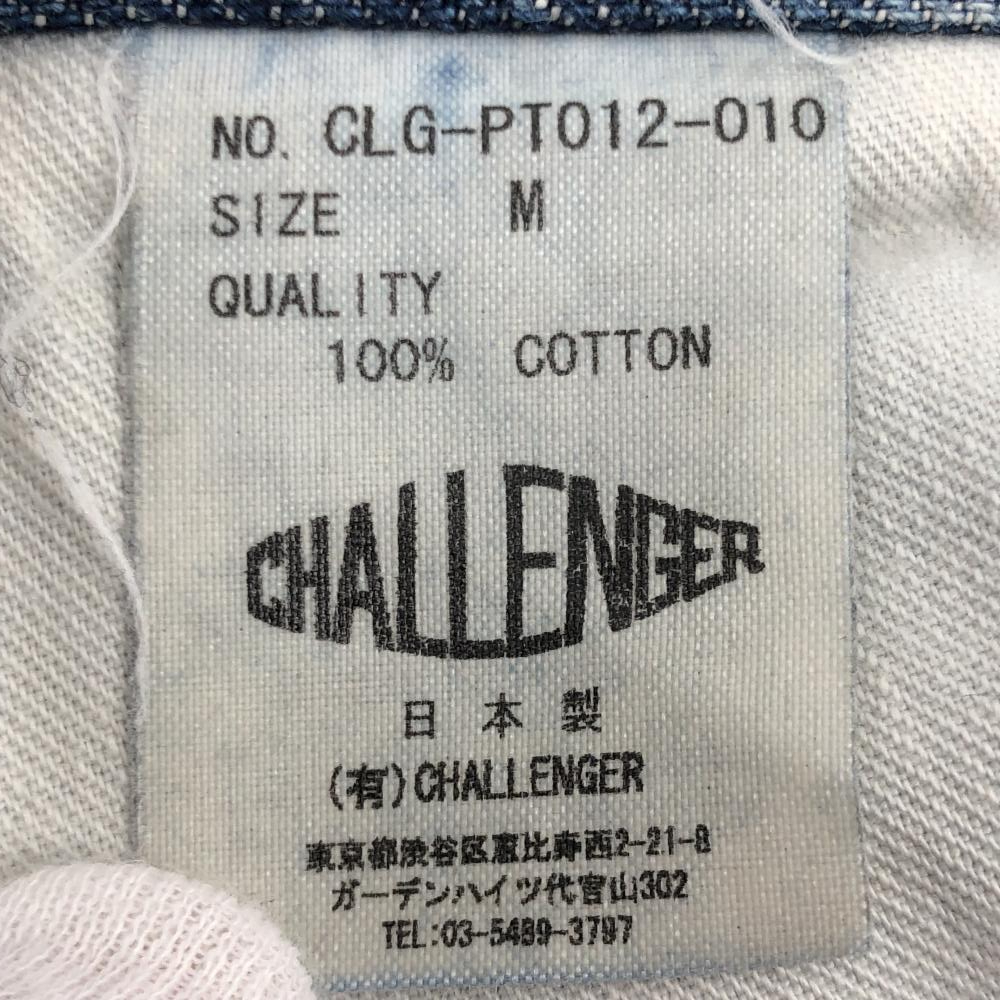 NO. CLG-PT012-010
SIZE M
QUALITY
100% COTTON
CHALLENGER
日本製
(有)CHALLENGER
東京都渋谷区恵比寿西2-21-8
ガーデンハイツ代官山302
TEL:03-5489-3797